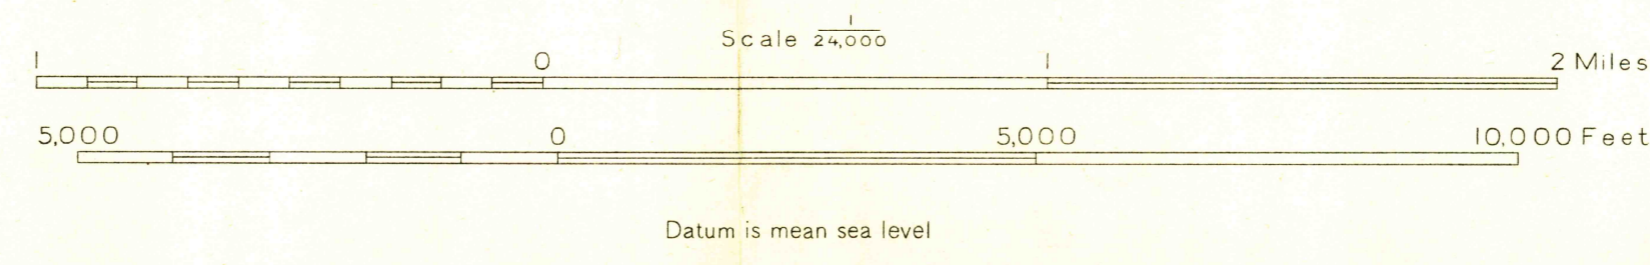 Scale 1/24,000
1 0 1 2 Miles
5,000 0 5,000 10,000 Feet
Datum is mean sea level